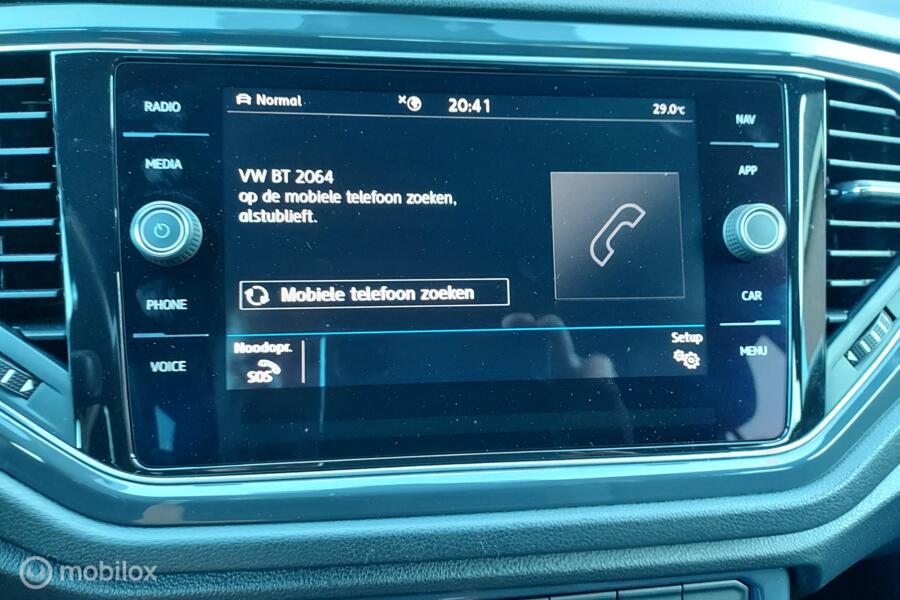 RADIO
MEDIA
PHONE
VOICE
Normal
20:41
29.0°C
VW BT 2064
op de mobiele telefoon zoeken,
alstublieft.
Mobiele telefoon zoeken
Noodopr.
SOS
Setup
NAV
APP
CAR
MENU
mobilox